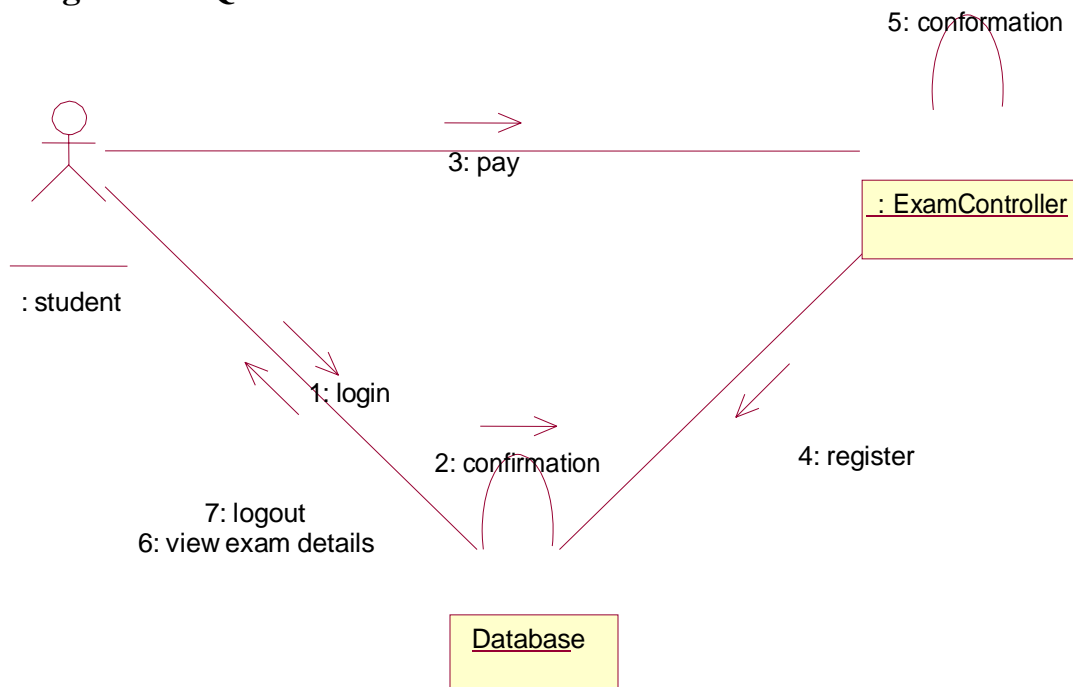 5: conformation
3: pay
: ExamController
: student
1: login
2: confirmation
4: register
7: logout
6: view exam details
Database